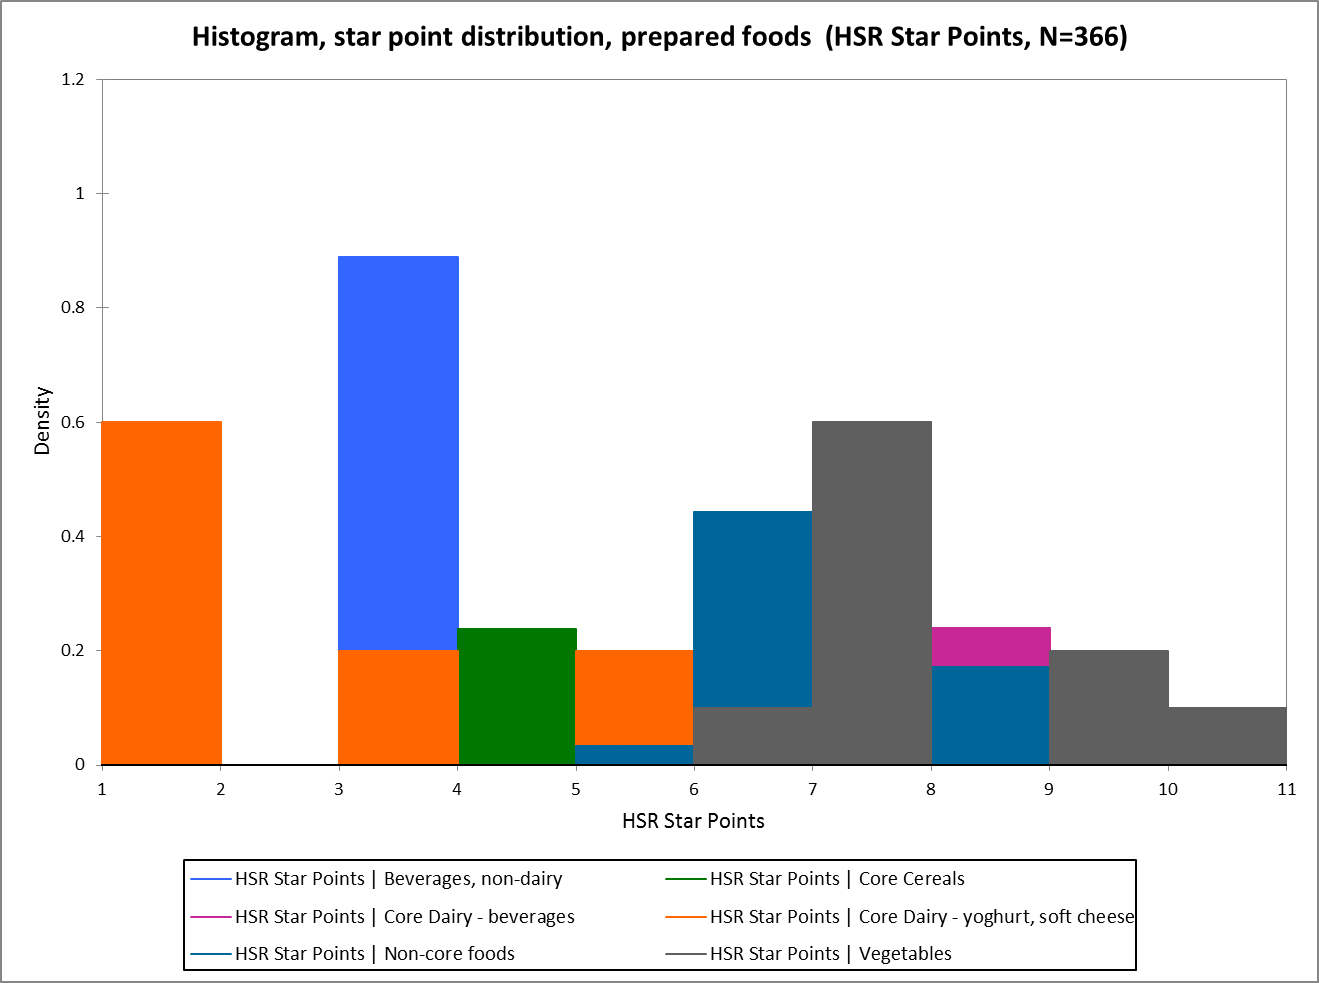 Histogram, star point distribution, prepared foods  (HSR Star Points, N=366)
1.2
1
0.8
0.6
0.4
0.2
0
Density
1 2 3 4 5 6 7 8 9 10 11
HSR Star Points
HSR Star Points | Beverages, non-dairy HSR Star Points | Core Cereals
HSR Star Points | Core Dairy - beverages HSR Star Points | Core Dairy - yoghurt, soft cheese
HSR Star Points | Non-core foods HSR Star Points | Vegetables